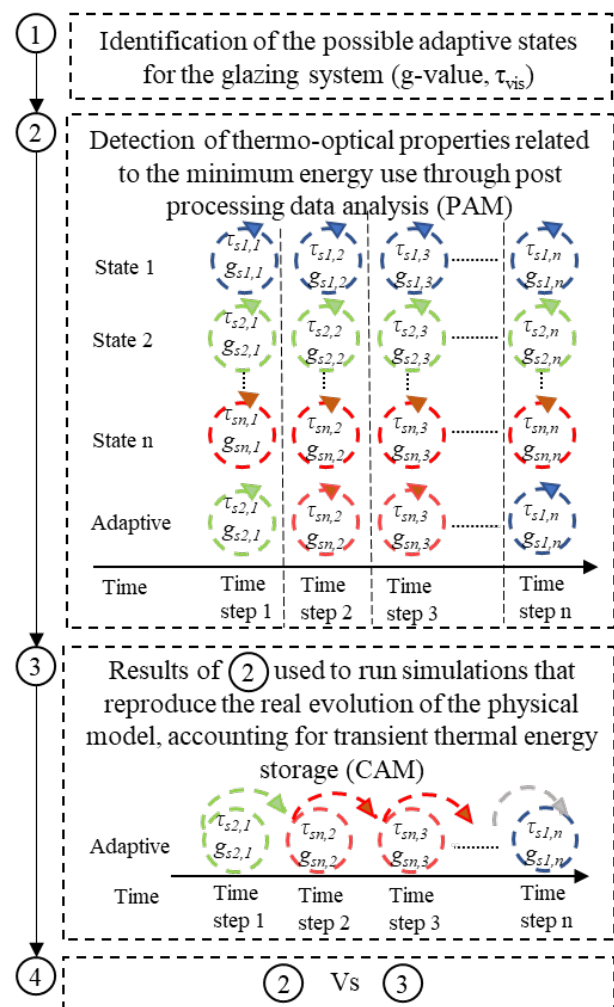 1
Identification of the possible adaptive states
for the glazing system (g-value, τvis)
2
Detection of thermo-optical properties related
to the minimum energy use through post
processing data analysis (PAM)
State 1
τs1,1 τs1,2 τs1,3 ........ τs1,n
gs1,1 gs1,2 gs1,3 gs1,n
State 2
τs2,1 τs2,2 τs2,3 ........ τs2,n
gs2,1 gs2,2 gs2,3 gs2,n
State n
τsn,1 τsn,2 τsn,3 ........ τsn,n
gsn,1 gsn,2 gsn,3 gsn,n
Adaptive
τs2,1 τsn,2 τsn,3 ........ τs1,n
gs2,1 gsn,2 gsn,3 gs1,n
Time
Time Time Time Time
step 1 step 2 step 3 step n
3
Results of 2 used to run simulations that
reproduce the real evolution of the physical
model, accounting for transient thermal energy
storage (CAM)
Adaptive
τs2,1 τsn,2 τsn,3 ........ τs1,n
gs2,1 gsn,2 gsn,3 gs1,n
Time
Time Time Time Time
step 1 step 2 step 3 step n
4
2 Vs 3